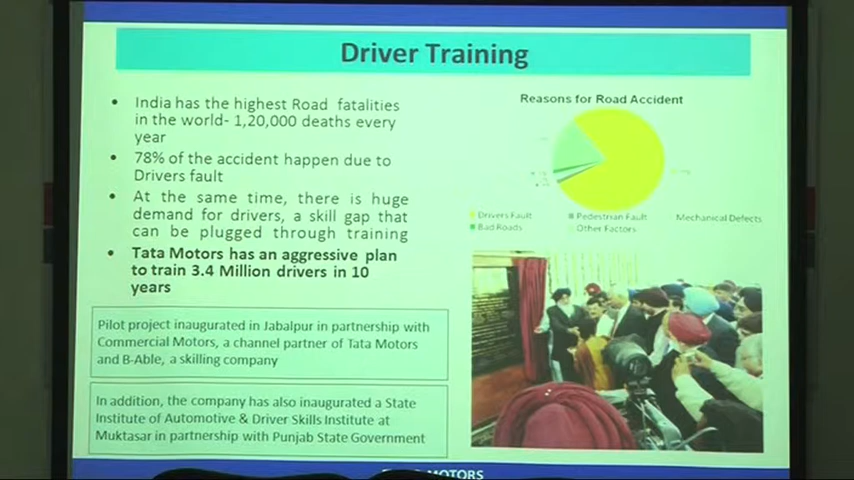 Driver Training
• India has the highest Road fatalities
in the world- 1,20,000 deaths every
year
• 78% of the accident happen due to
Drivers fault
• At the same time, there is huge
demand for drivers, a skill gap that
can be plugged through training
• Tata Motors has an aggressive plan
to train 3.4 Million drivers in 10
years
Pilot project inaugurated in Jabalpur in partnership with
Commercial Motors, a channel partner of Tata Motors
and B-Able, a skilling company
In addition, the company has also inaugurated a State
Institute of Automotive & Driver Skills Institute at
Muktasar in partnership with Punjab State Government
Reasons for Road Accident
Drivers Fault Pedestrian Fault Mechanical Defects
Bad Roads Other Factors
MOTORS